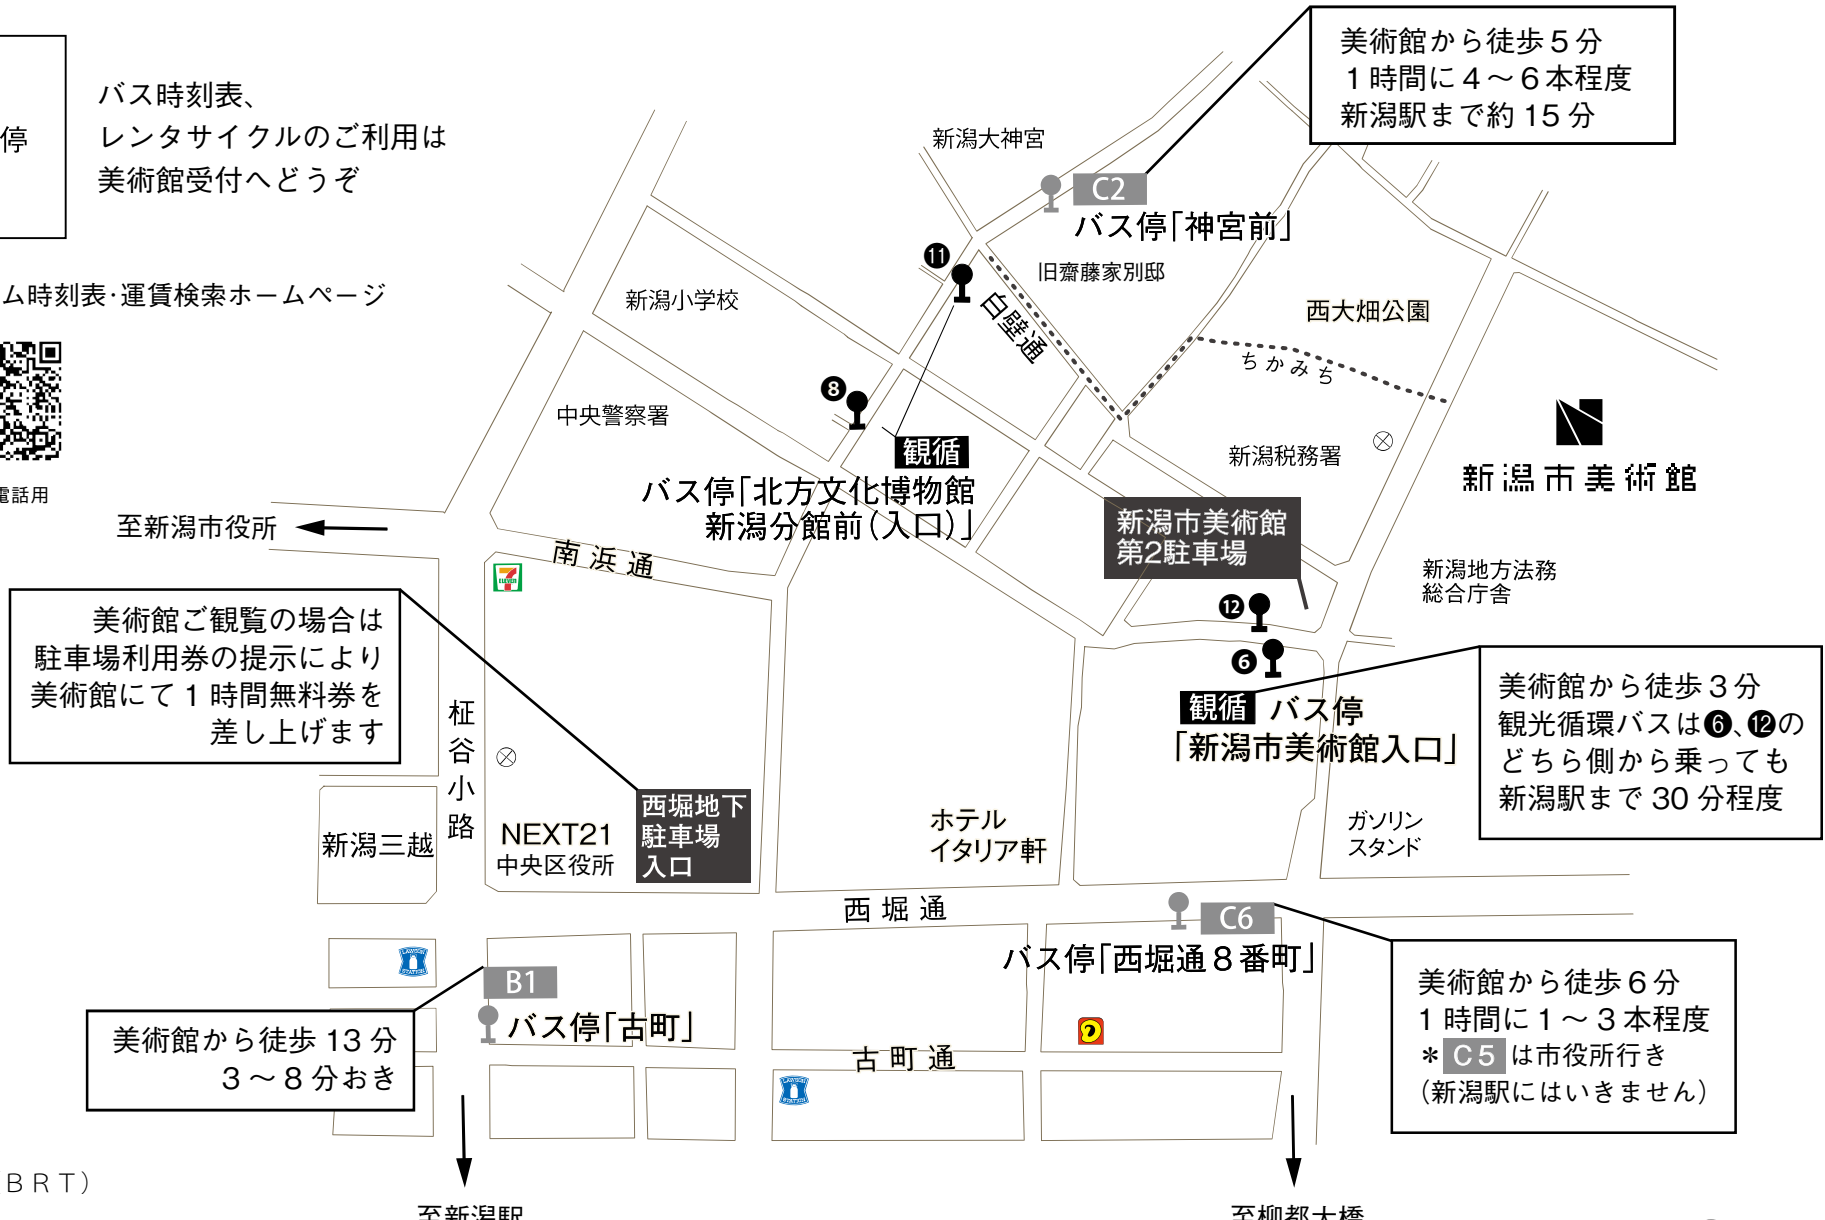 停
バス時刻表、
レンタサイクルのご利用は
美術館受付へどうぞ
ム時刻表･運賃検索ホームページ
電話用
美術館から徒歩５分
１時間に４～６本程度
新潟駅まで約 15 分
新潟大神宮
C2
バス停｢神宮前｣
⓫
旧齋藤家別邸
白壁通
新潟小学校
西大畑公園
ちかみち
❽
中央警察署
観循
バス停｢北方文化博物館
新潟分館前(入口)｣
新潟税務署
新潟市美術館
至新潟市役所
南浜通
7
ELEVEN
新潟市美術館
第2駐車場
新潟地方法務
総合庁舎
⓬
❻
観循 バス停
｢新潟市美術館入口｣
美術館から徒歩３分
観光循環バスは❻、⓬の
どちら側から乗っても
新潟駅まで 30 分程度
美術館ご観覧の場合は
駐車場利用券の提示により
美術館にて１時間無料券を
差し上げます
柾谷小路
新潟三越
NEXT21
中央区役所
西堀地下
駐車場
入口
ホテル
イタリア軒
ガソリン
スタンド
西堀通
C6
バス停｢西堀通８番町｣
美術館から徒歩６分
１時間に１～３本程度
＊ C5 は市役所行き
（新潟駅にはいきません）
LAWSON
STATION
B1
バス停｢古町｣
美術館から徒歩 13 分
３～８分おき
古町通
LAWSON
STATION
ＢＲＴ）
至新潟駅
至柳都大橋